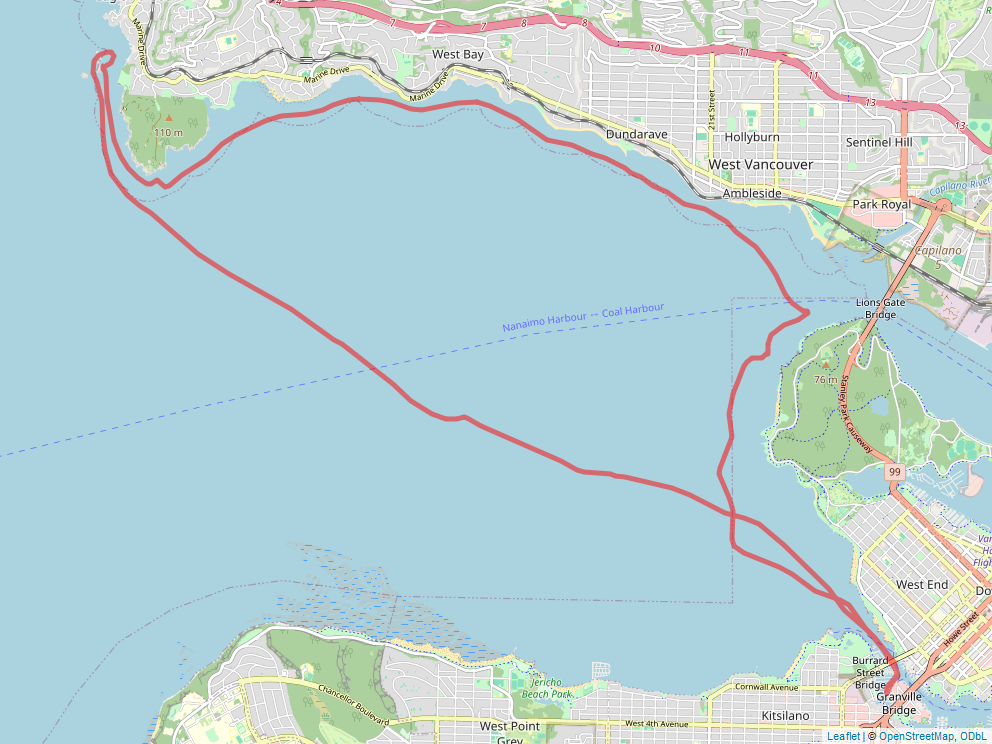 Marine Drive
7
7
8
8
10
11
11
13
13
West Bay
Marine Drive
Marine Drive
21st Street
110 m
Dundarave
Hollyburn
Sentinel Hill
West Vancouver
Capilano River
Ambleside
Park Royal
Capilano
5
Nanaimo Harbour -- Coal Harbour
Lions Gate
Bridge
76 m
Stanley Park Causeway
99
West End
Howe Street
Burrard
Street
Bridge
Granville
Bridge
Jericho
Beach Park
Cornwall Avenue
Chancellor Boulevard
West Point
Grey
West 4th Avenue
Kitsilano
Leaflet | © OpenStreetMap, ODbL